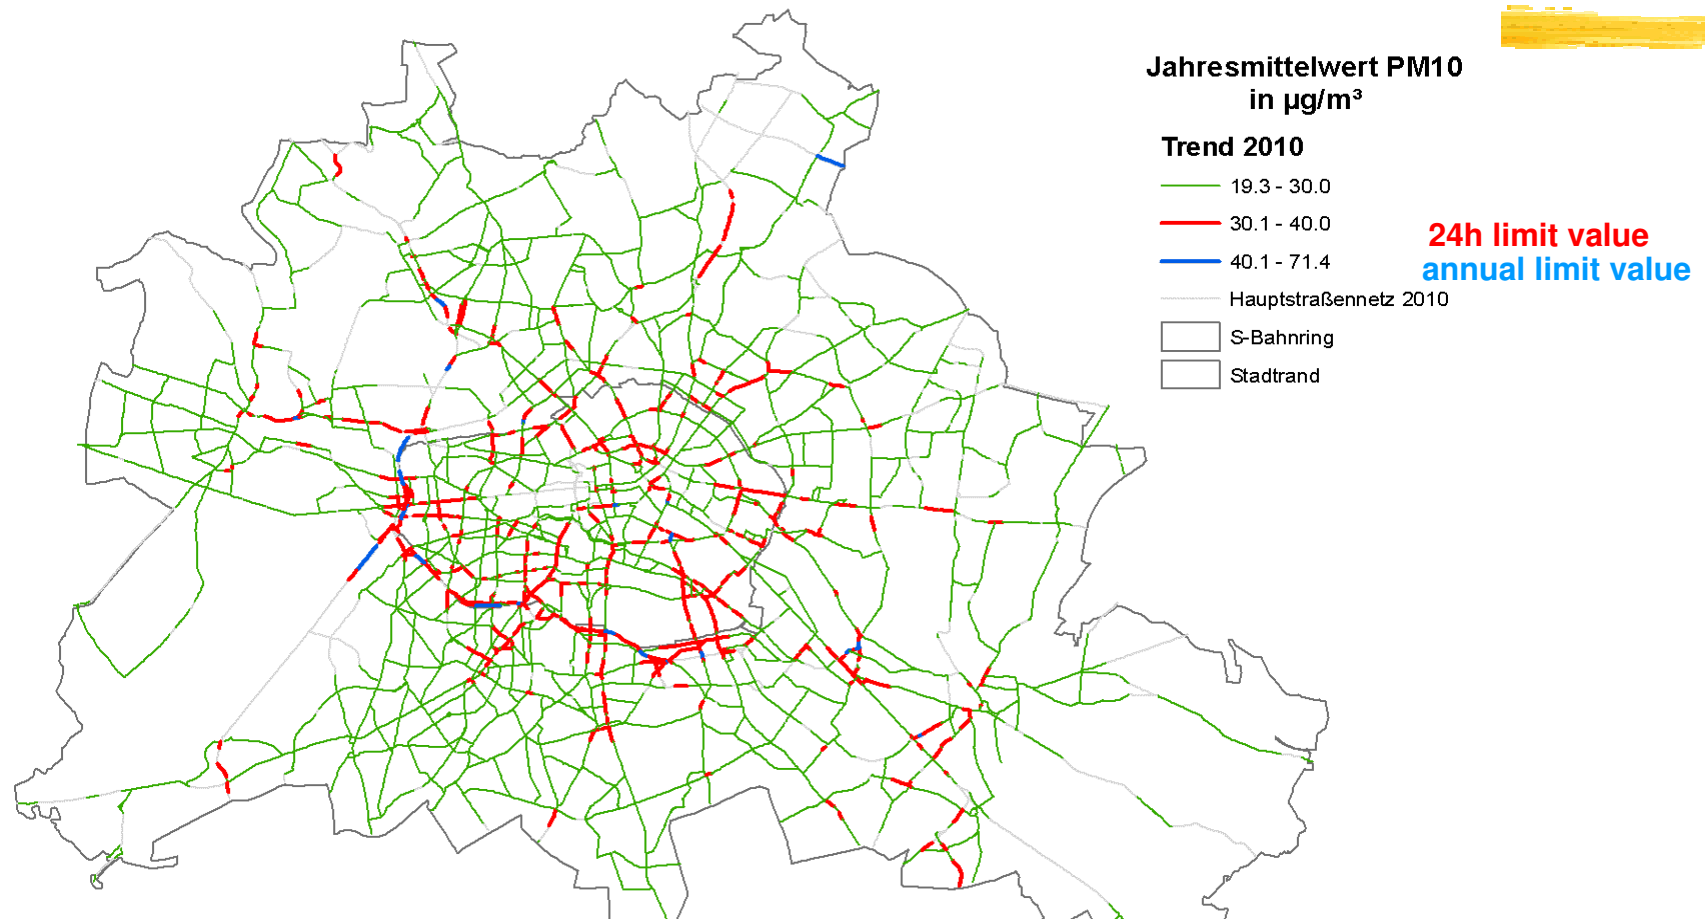 Jahresmittelwert PM10
in µg/m³
Trend 2010
19.3 - 30.0
30.1 - 40.0
40.1 - 71.4
Hauptstraßennetz 2010
S-Bahnring
Stadtrand
24h limit value
annual limit value